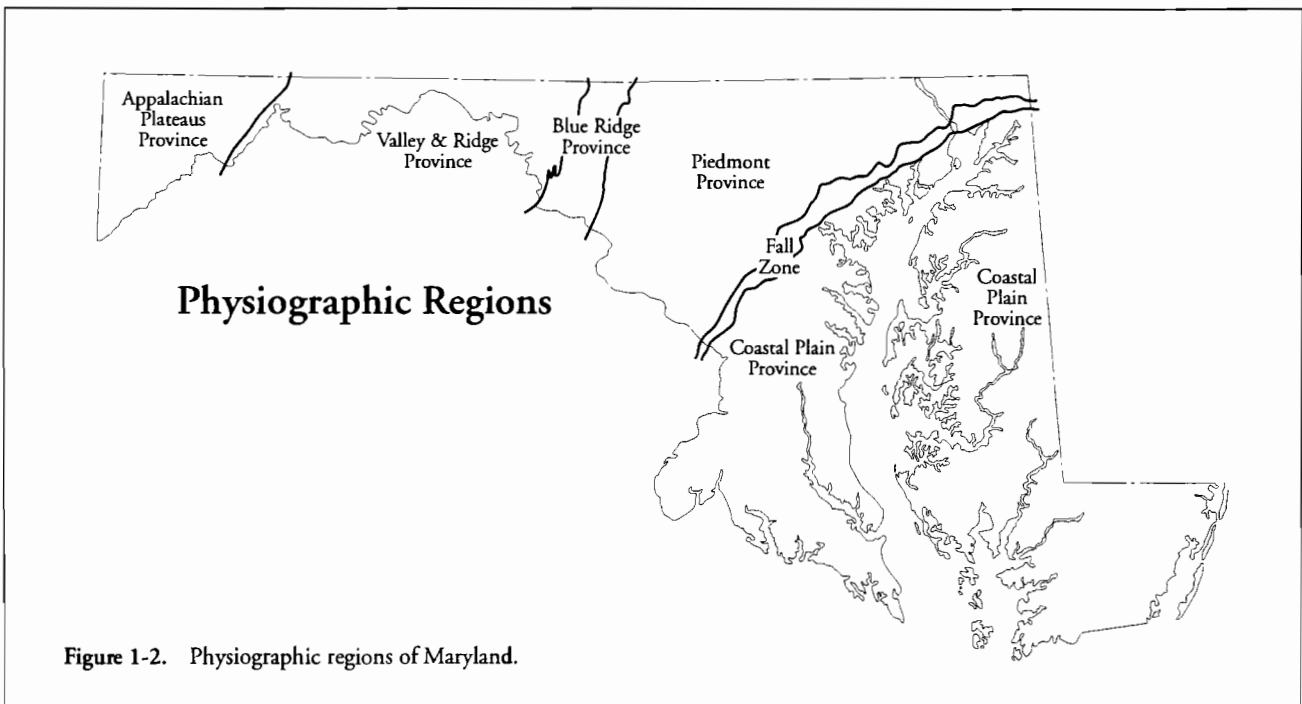 Appalachian
Plateaus
Province
Valley & Ridge
Province
Blue Ridge
Province
Piedmont
Province
Fall
Zone
Coastal
Plain
Province
Physiographic Regions
Coastal Plain
Province
Figure 1-2. Physiographic regions of Maryland.